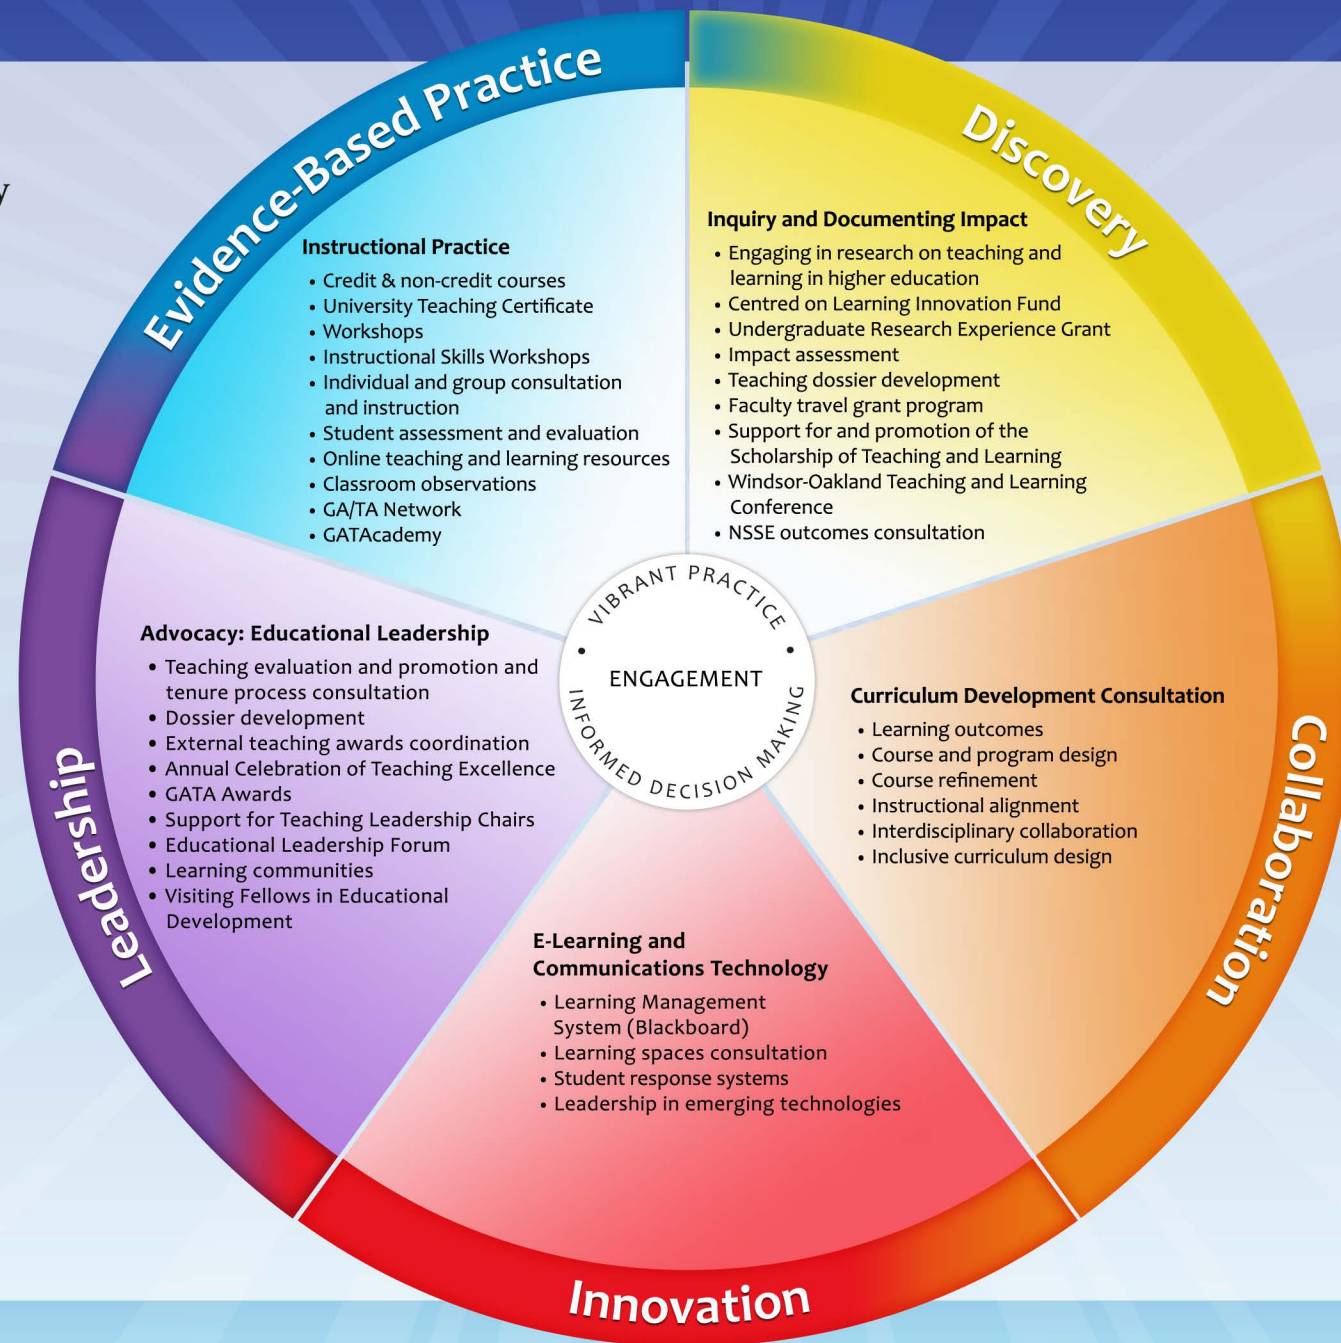 Evidence-Based Practice
Instructional Practice
• Credit & non-credit courses
• University Teaching Certificate
• Workshops
• Instructional Skills Workshops
• Individual and group consultation
and instruction
• Student assessment and evaluation
• Online teaching and learning resources
• Classroom observations
• GA/TA Network
• GATAcademy
Discovery
Inquiry and Documenting Impact
• Engaging in research on teaching and
learning in higher education
• Centred on Learning Innovation Fund
• Undergraduate Research Experience Grant
• Impact assessment
• Teaching dossier development
• Faculty travel grant program
• Support for and promotion of the
Scholarship of Teaching and Learning
• Windsor-Oakland Teaching and Learning
Conference
• NSSE outcomes consultation
Collaboration
Curriculum Development Consultation
• Learning outcomes
• Course and program design
• Course refinement
• Instructional alignment
• Interdisciplinary collaboration
• Inclusive curriculum design
Innovation
E-Learning and
Communications Technology
• Learning Management
System (Blackboard)
• Learning spaces consultation
• Student response systems
• Leadership in emerging technologies
Leadership
Advocacy: Educational Leadership
• Teaching evaluation and promotion and
tenure process consultation
• Dossier development
• External teaching awards coordination
• Annual Celebration of Teaching Excellence
• GATA Awards
• Support for Teaching Leadership Chairs
• Educational Leadership Forum
• Learning communities
• Visiting Fellows in Educational
Development
VIBRANT PRACTICE
• ENGAGEMENT •
INFORMED DECISION MAKING